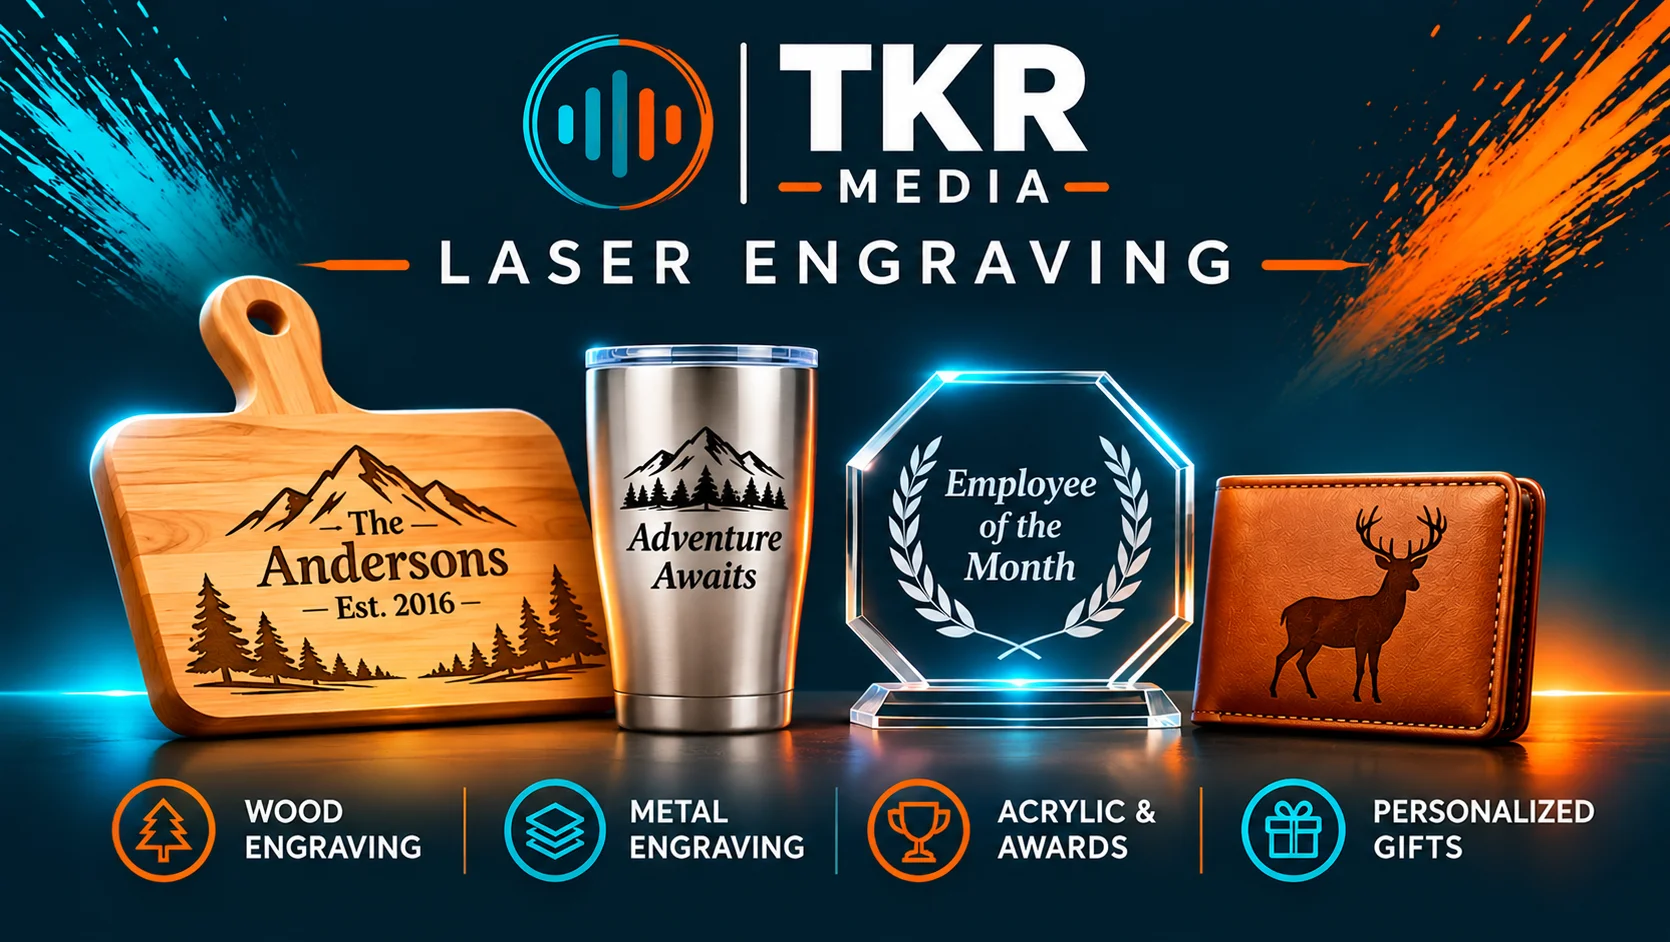 TKR
MEDIA
LASER ENGRAVING
The
Andersons
Est. 2016
Adventure
Awaits
Employee
of the
Month
WOOD
ENGRAVING
METAL
ENGRAVING
ACRYLIC &
AWARDS
PERSONALIZED
GIFTS